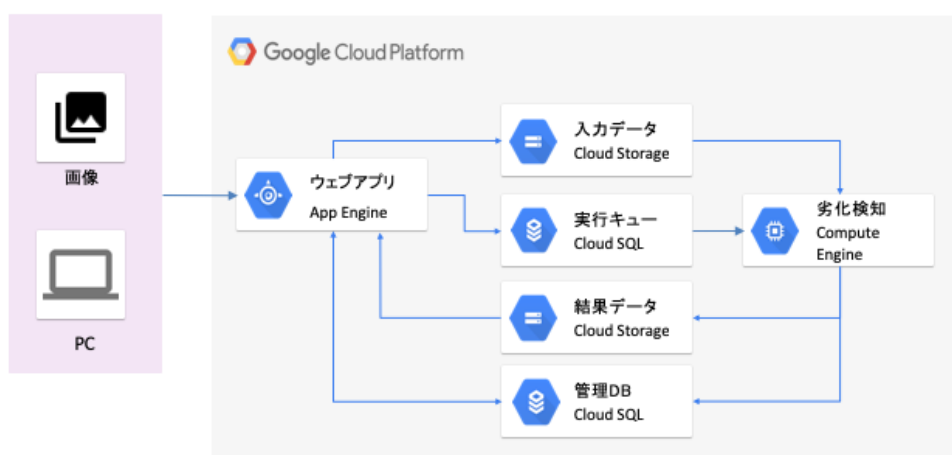 Google Cloud Platform
画像
PC
ウェブアプリ
App Engine
入力データ
Cloud Storage
実行キュー
Cloud SQL
結果データ
Cloud Storage
管理DB
Cloud SQL
劣化検知
Compute
Engine